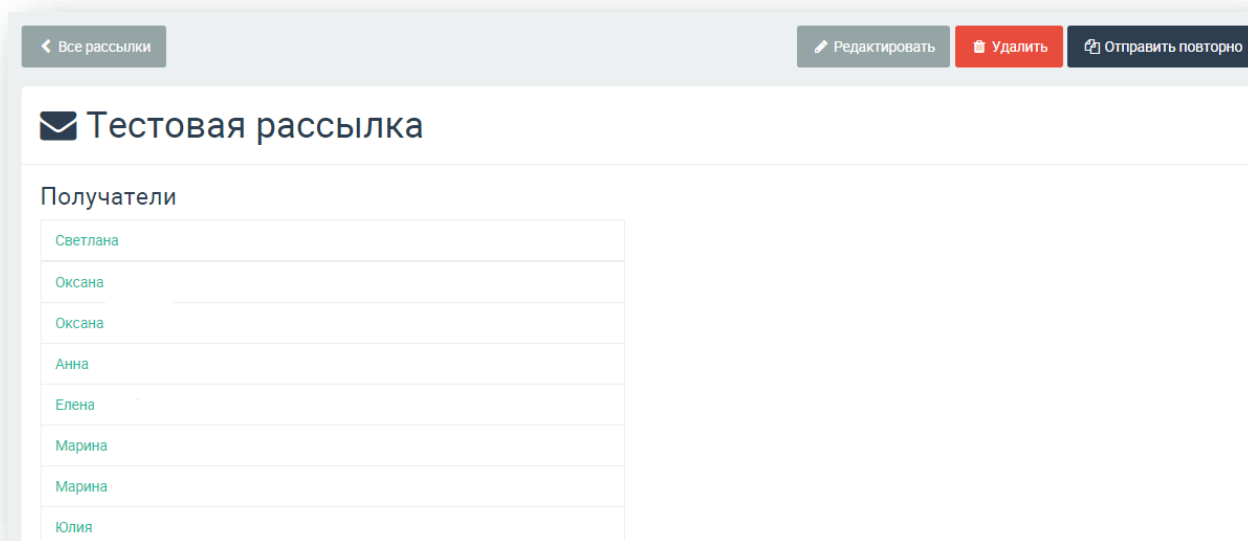 Все рассылки
Редактировать
Удалить
Отправить повторно
Тестовая рассылка
Получатели
Светлана
Оксана
Оксана
Анна
Елена
Марина
Марина
Юлия